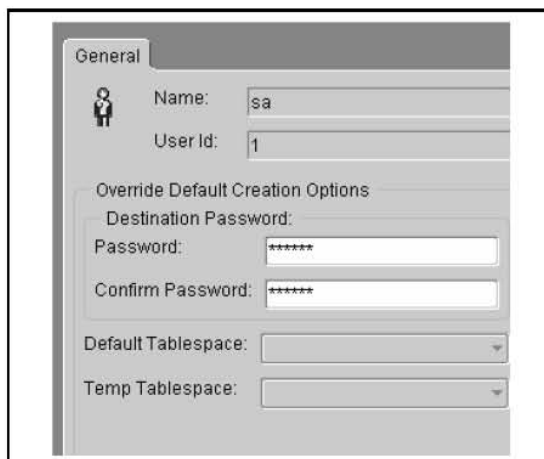 General
Name: sa
User Id: 1
Override Default Creation Options
Destination Password:
Password: ******
Confirm Password: ******
Default Tablespace:
Temp Tablespace: